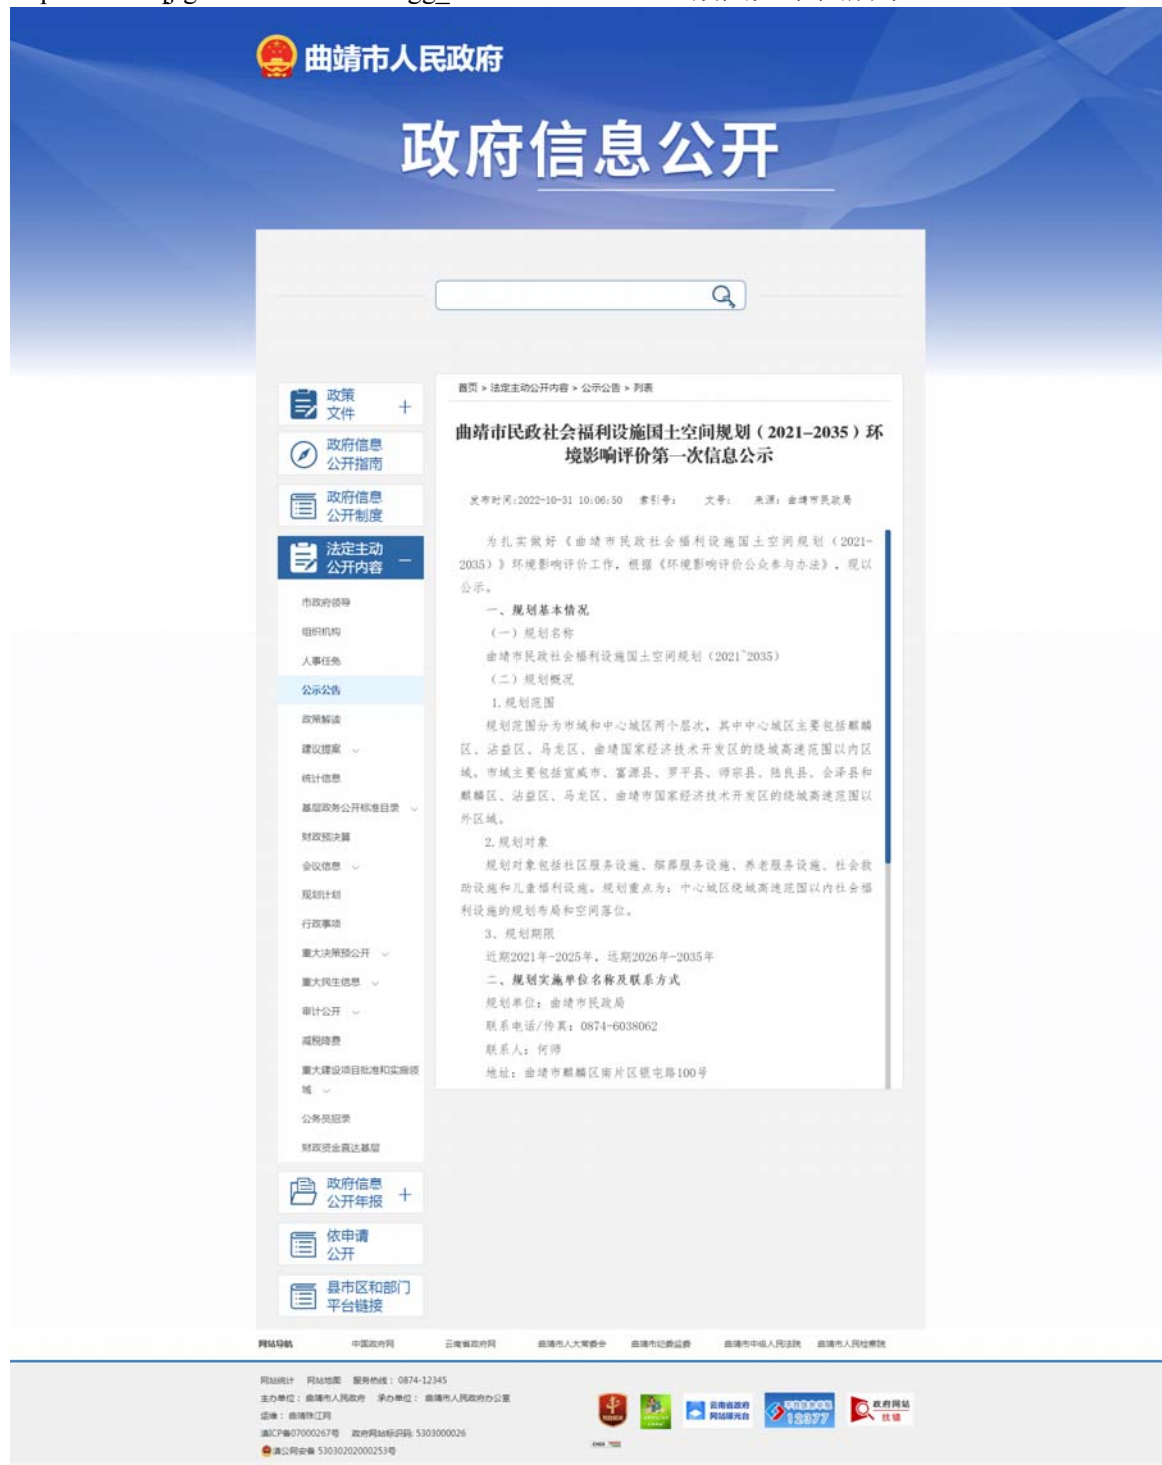 曲靖市人民政府
政府信息公开
首页 > 法定主动公开内容 > 公示公告 > 列表
曲靖市民政社会福利设施国土空间规划（2021-2035）环
境影响评价第一次信息公示
发布时间:2022-10-31 10:06:50 索引号: 文号: 来源: 曲靖市民政局
为扎实做好《曲靖市民政社会福利设施国土空间规划（2021-
2035）》环境影响评价工作，根据《环境影响评价公众参与办法》，现以
公示。
一、规划基本情况
（一）规划名称
曲靖市民政社会福利设施国土空间规划（2021~2035）
（二）规划概况
1.规划范围
规划范围分为市域和中心城区两个层次，其中中心城区主要包括麒麟
区、沾益区、马龙区、曲靖国家经济技术开发区的绕城高速范围以内区
域。市域主要包括宣威市、富源县、罗平县、师宗县、陆良县、会泽县和
麒麟区、沾益区、马龙区、曲靖市国家经济技术开发区的绕城高速范围以
外区域。
2.规划对象
规划对象包括社区服务设施、殡葬服务设施、养老服务设施、社会救
助设施和儿童福利设施。规划重点为：中心城区绕城高速范围以内社会福
利设施的规划布局和空间落位。
3、规划期限
近期2021年-2025年，远期2026年-2035年
二、规划实施单位名称及联系方式
规划单位：曲靖市民政局
联系电话/传真：0874-6038062
联系人：何师
地址：曲靖市麒麟区南片区银屯路100号
政策
文件 +
政府信息
公开指南
政府信息
公开制度
法定主动
公开内容 −
市政府领导
组织机构
人事任免
公示公告
政策解读
建议提案
统计信息
基层政务公开标准目录
财政预决算
会议信息
规划计划
行政事项
重大决策预公开
重大民生信息
审计公开
减税降费
重大建设项目批准和实施领
域
公务员招录
财政资金直达基层
政府信息
公开年报 +
依申请
公开
县市区和部门
平台链接
网站导航 中国政府网 云南省政府网 曲靖市人大常委会 曲靖市纪委监委 曲靖市中级人民法院 曲靖市人民检察院
网站统计 网站地图 服务热线：0874-12345
主办单位：曲靖市人民政府 承办单位：曲靖市人民政府办公室
运维：曲靖珠江网
滇ICP备07000267号 政府网站标识码: 5303000026
滇公网安备 53030202000253号
云南省政府
网站曝光台
12377
政府网站
找错